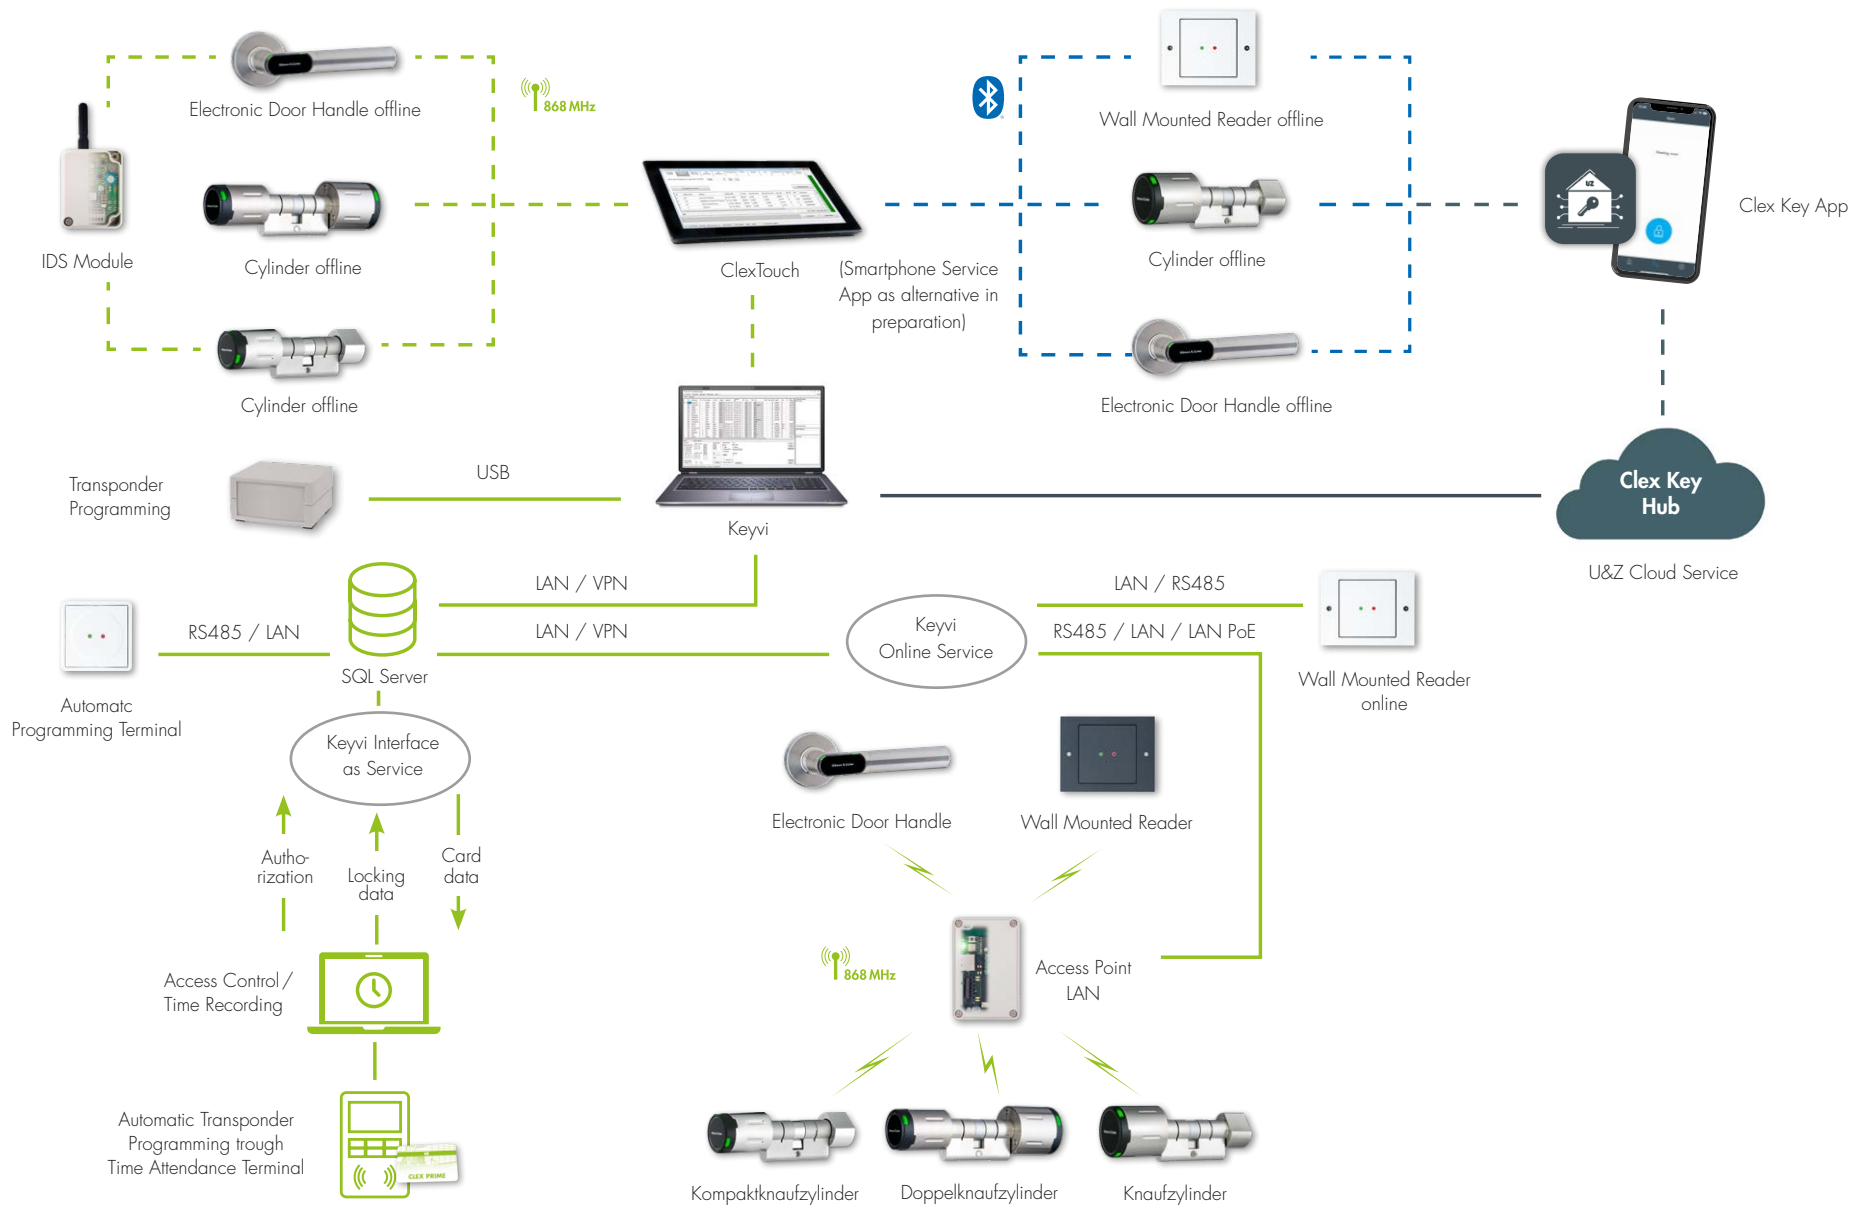 Electronic Door Handle offline
868 MHz
Wall Mounted Reader offline
IDS Module
Cylinder offline
ClexTouch
(Smartphone Service
App as alternative in
preparation)
Cylinder offline
UZ
Clex Key App
Cylinder offline
Electronic Door Handle offline
Transponder
Programming
USB
Keyvi
Clex Key
Hub
U&Z Cloud Service
LAN / VPN
LAN / RS485
RS485 / LAN
LAN / VPN
Keyvi
Online Service
RS485 / LAN / LAN PoE
SQL Server
Wall Mounted Reader
online
Automatc
Programming Terminal
Keyvi Interface
as Service
Electronic Door Handle
Wall Mounted Reader
Autho-
rization
Locking
data
Card
data
868 MHz
Access Point
LAN
Access Control /
Time Recording
Automatic Transponder
Programming trough
Time Attendance Terminal
CLEX PRIME
Kompaktknaufzylinder
Doppelknaufzylinder
Knaufzylinder